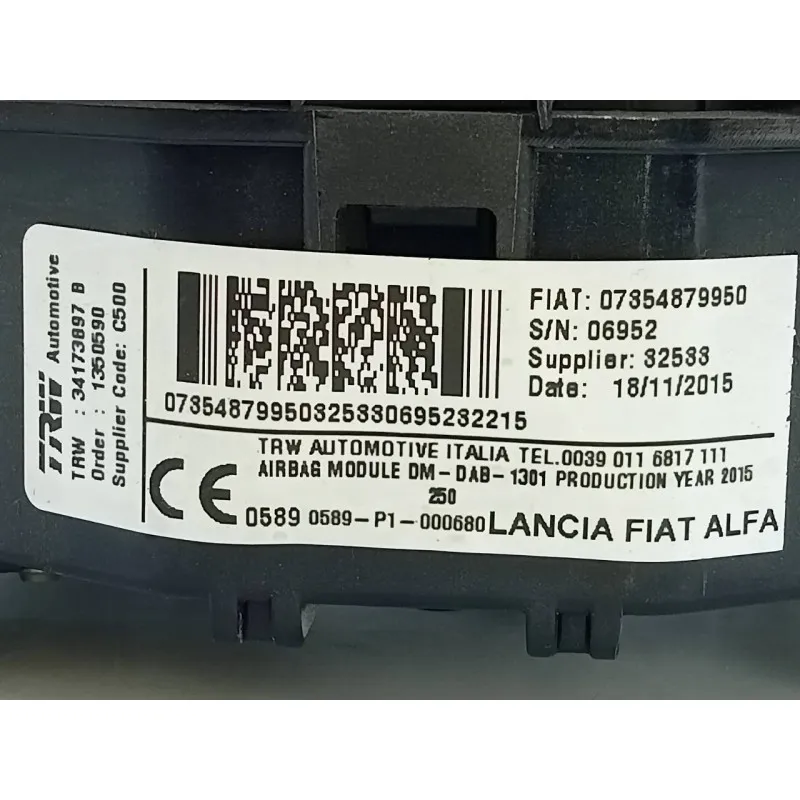 TRW Automotive
TRW : 34173897 B
Order : 1350590
Supplier Code: C500
FIAT: 07354879950
S/N: 06952
Supplier: 32533
Date: 18/11/2015
07354879950325330695232215
TRW AUTOMOTIVE ITALIA TEL.0039 011 6817 111
AIRBAG MODULE DM-DAB-1301 PRODUCTION YEAR 2015
250
CE 0589 0589-P1-000680 LANCIA FIAT ALFA